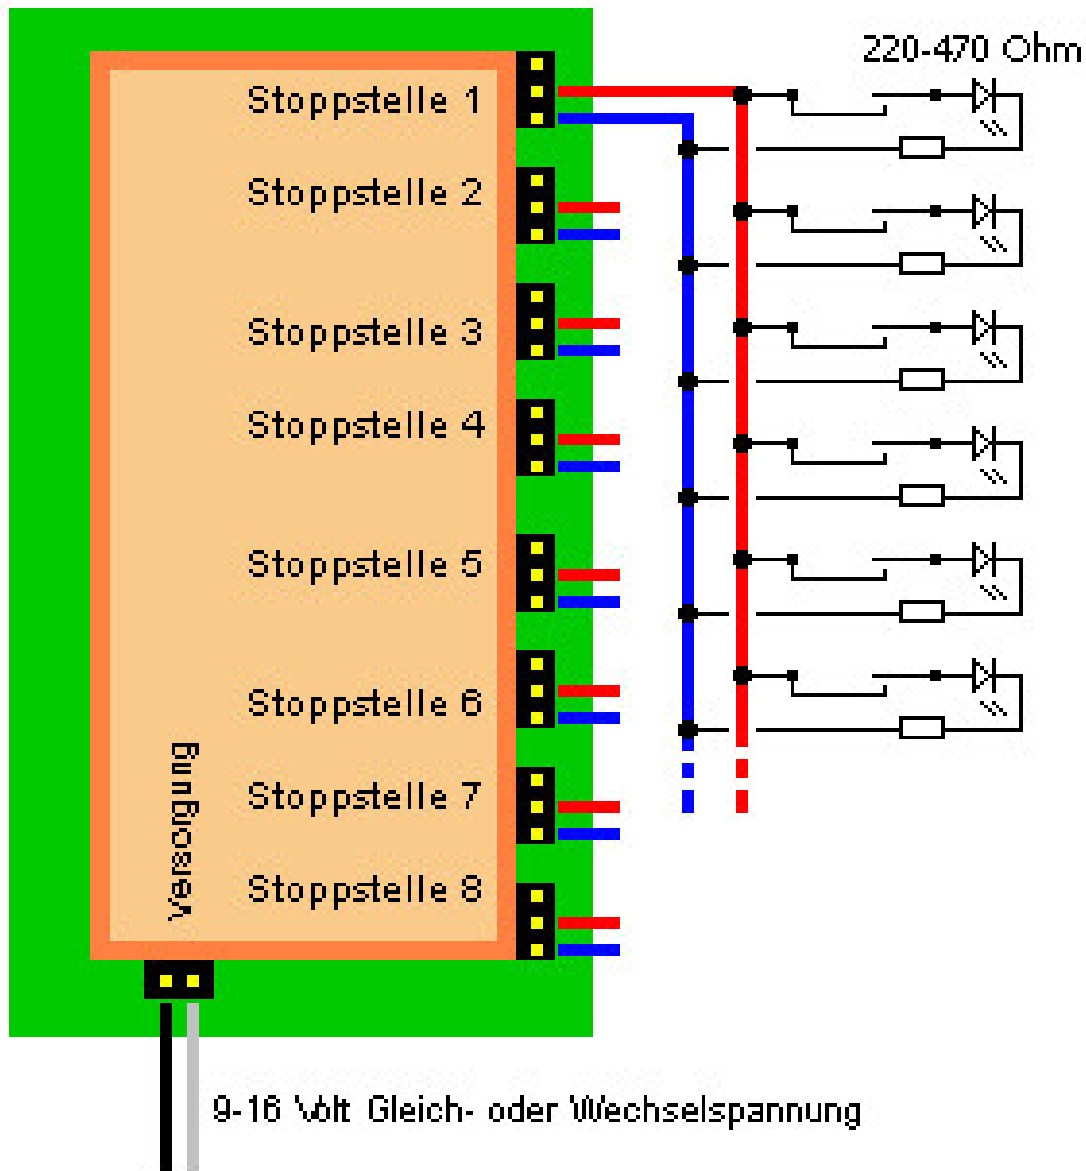 220-470 Ohm
Stoppstelle 1
Stoppstelle 2
Stoppstelle 3
Stoppstelle 4
Stoppstelle 5
Stoppstelle 6
Stoppstelle 7
Stoppstelle 8
Versorgung
9-16 Volt Gleich- oder Wechselspannung